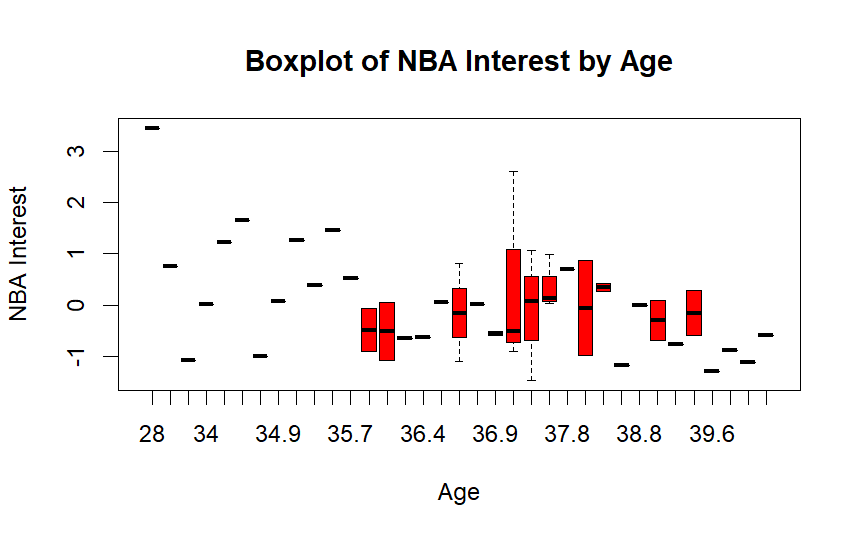 Boxplot of NBA Interest by Age
NBA Interest
3
2
1
0
-1
28 34 34.9 35.7 36.4 36.9 37.8 38.8 39.6
Age